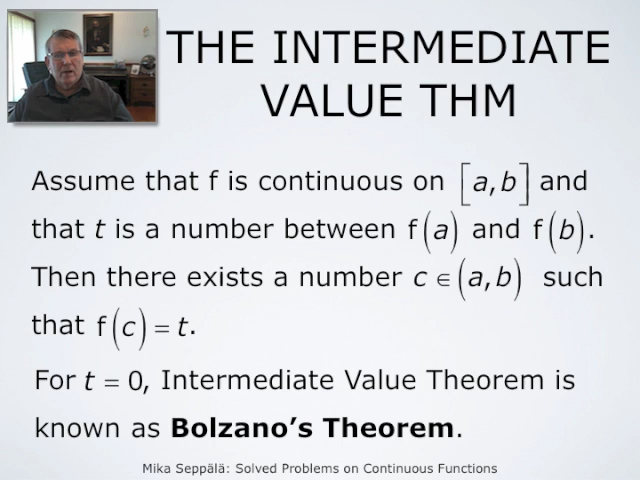 THE INTERMEDIATE
VALUE THM
Assume that f is continuous on [a,b] and
that t is a number between f(a) and f(b).
Then there exists a number c ∈ (a,b) such
that f(c) = t.
For t = 0, Intermediate Value Theorem is
known as Bolzano’s Theorem.
Mika Seppälä: Solved Problems on Continuous Functions